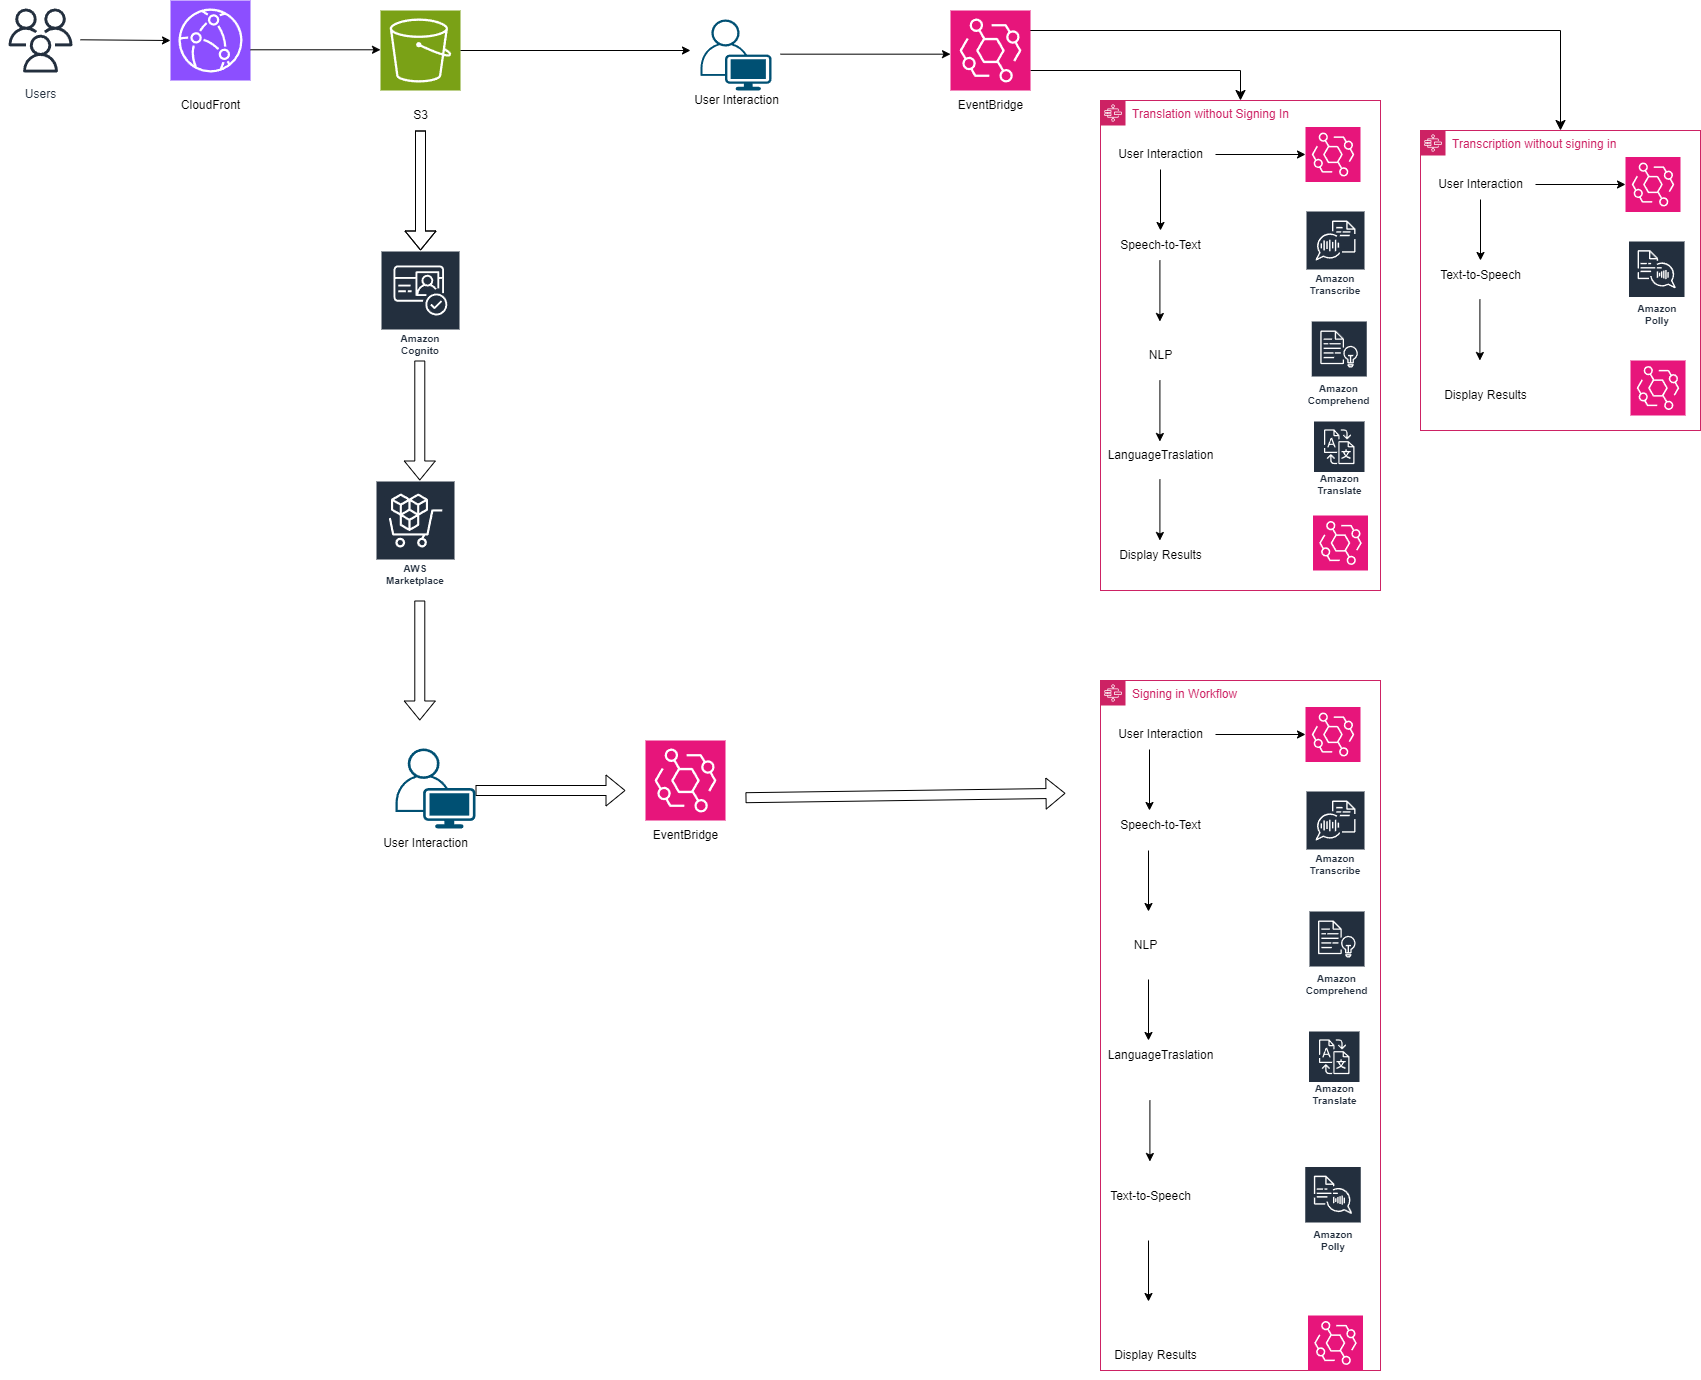 Users
CloudFront
S3
User Interaction
EventBridge
Amazon
Cognito
AWS
Marketplace
User Interaction
EventBridge
Translation without Signing In
User Interaction
Speech-to-Text
Amazon
Transcribe
NLP
Amazon
Comprehend
LanguageTraslation
Amazon
Translate
Display Results
Transcription without signing in
User Interaction
Text-to-Speech
Amazon
Polly
Display Results
Signing in Workflow
User Interaction
Speech-to-Text
Amazon
Transcribe
NLP
Amazon
Comprehend
LanguageTraslation
Amazon
Translate
Text-to-Speech
Amazon
Polly
Display Results